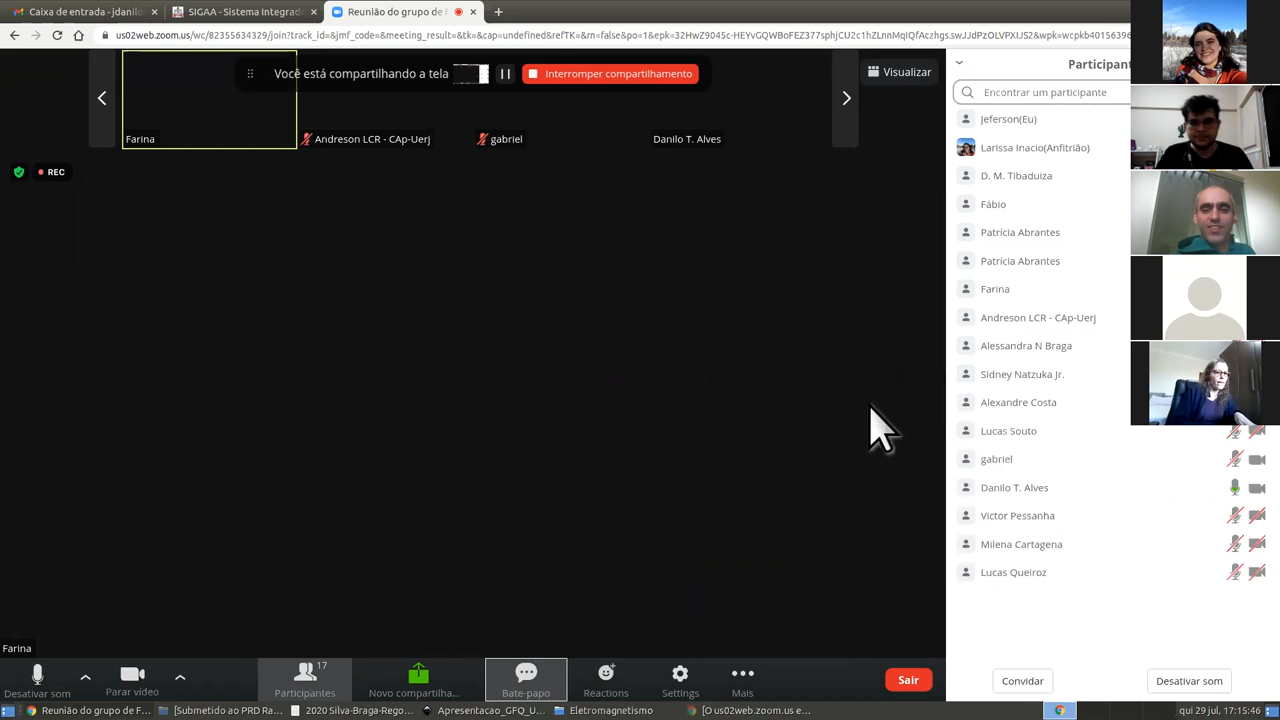 Caixa de entrada - jdanilo
SIGAA - Sistema Integrad
Reunião do grupo de
us02web.zoom.us/wc/82355634329/join?track_id=&jmf_code=&meeting_result=&tk=&cap=undefined&refTK=&rn=false&po=1&epk=32HwZ9045c-HEYvGQWBoFEZ377sphjCU2c1hZLnnMqIQfAczhgs.swJJdPzOLVPXIJS2&wpk=wcpkb4015639
Você está compartilhando a tela
Interromper compartilhamento
Visualizar
Farina
Andreson LCR - CAp-Uerj
gabriel
Danilo T. Alves
REC
Participant
Encontrar um participante
Jeferson(Eu)
Larissa Inacio(Anfitrião)
D. M. Tibaduiza
Fábio
Patrícia Abrantes
Patrícia Abrantes
Farina
Andreson LCR - CAp-Uerj
Alessandra N Braga
Sidney Natzuka Jr.
Alexandre Costa
Lucas Souto
gabriel
Danilo T. Alves
Victor Pessanha
Milena Cartagena
Lucas Queiroz
Farina
Desativar som
Parar vídeo
17
Participantes
Novo compartilha...
Bate-papo
Reactions
Settings
Mais
Sair
Convidar
Desativar som
Reunião do grupo de F...
[Submetido ao PRD Ra...
2020 Silva-Braga-Rego...
Apresentacao_GFQ_U...
Eletromagnetismo
[O us02web.zoom.us e...
qui 29 jul, 17:15:46